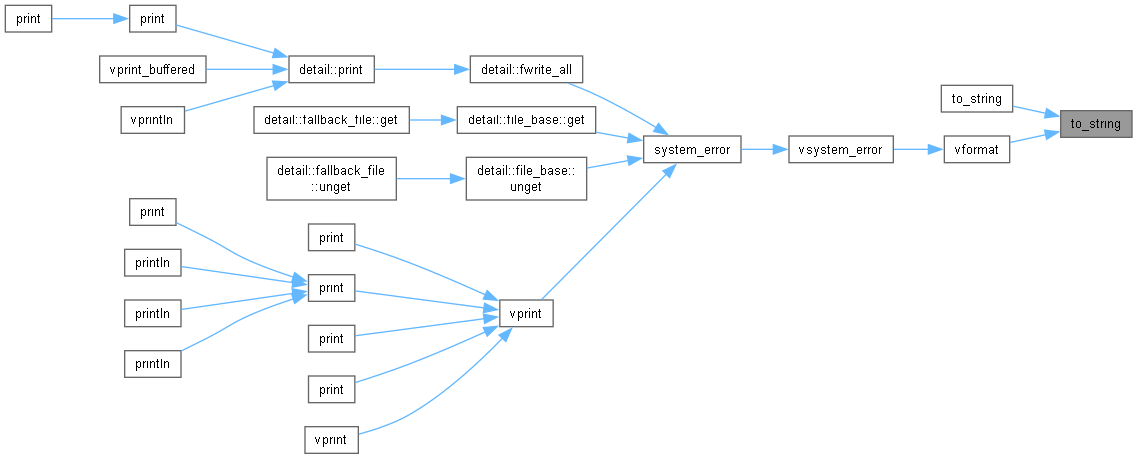 print
print
vprint_buffered
vprintln
detail::print
detail::fwrite_all
detail::fallback_file::get
detail::file_base::get
detail::fallback_file
::unget
detail::file_base::
unget
system_error
vsystem_error
to_string
vformat
to_string
print
println
println
println
print
print
print
print
vprint
vprint